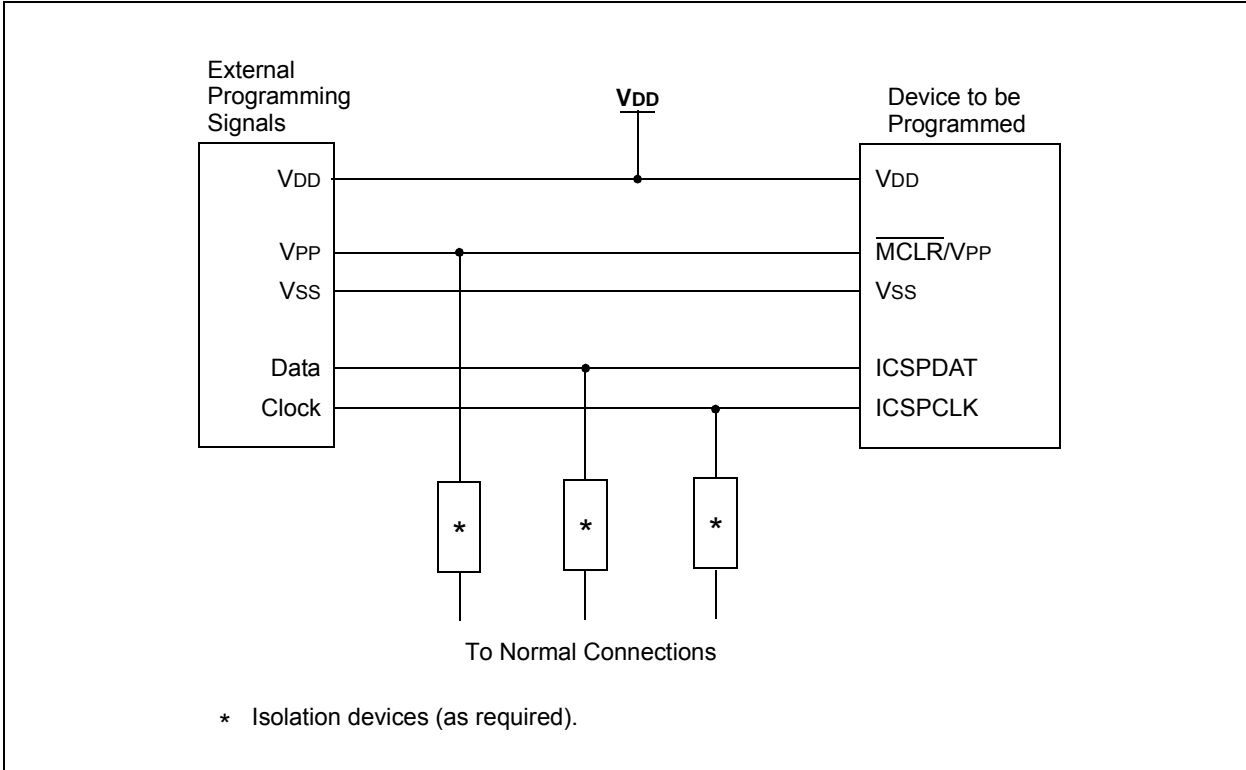 External
Programming
Signals
VDD
Device to be
Programmed
VDD
VDD
VPP
MCLR/VPP
VSS
VSS
Data
ICSPDAT
Clock
ICSPCLK
*
*
*
To Normal Connections
* Isolation devices (as required).